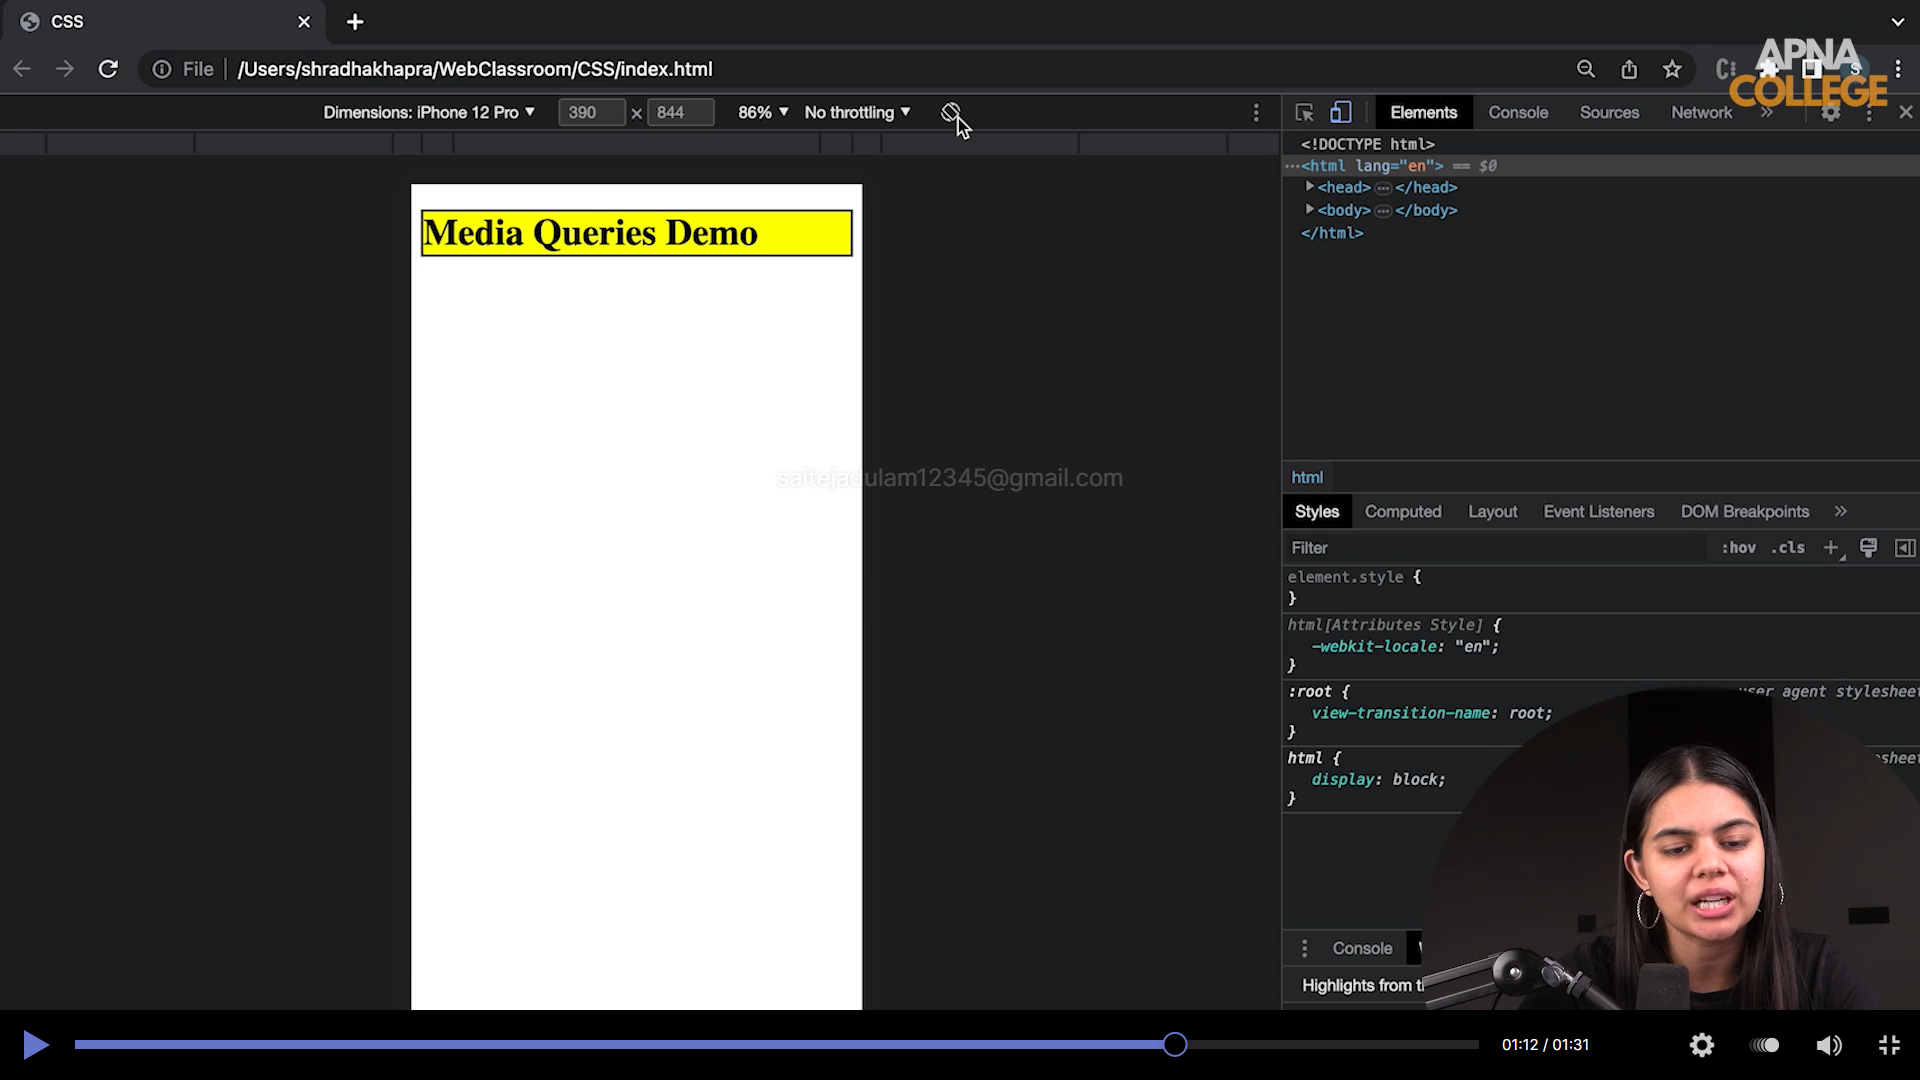 CSS
File
/Users/shradhakhapra/WebClassroom/CSS/index.html
APNA
COLLEGE
Dimensions: iPhone 12 Pro ▼ 390 × 844 86% ▼ No throttling ▼
Elements Console Sources Network »
<!DOCTYPE html>
<html lang="en"> == $0
<head> … </head>
<body> … </body>
</html>
Media Queries Demo
saitejadulam12345@gmail.com
html
Styles Computed Layout Event Listeners DOM Breakpoints »
Filter :hov .cls +
element.style {
}
html[Attributes Style] {
-webkit-locale: "en";
}
:root { user agent stylesheet
view-transition-name: root;
}
html {
display: block;
}
Console
Highlights from
01:12 / 01:31